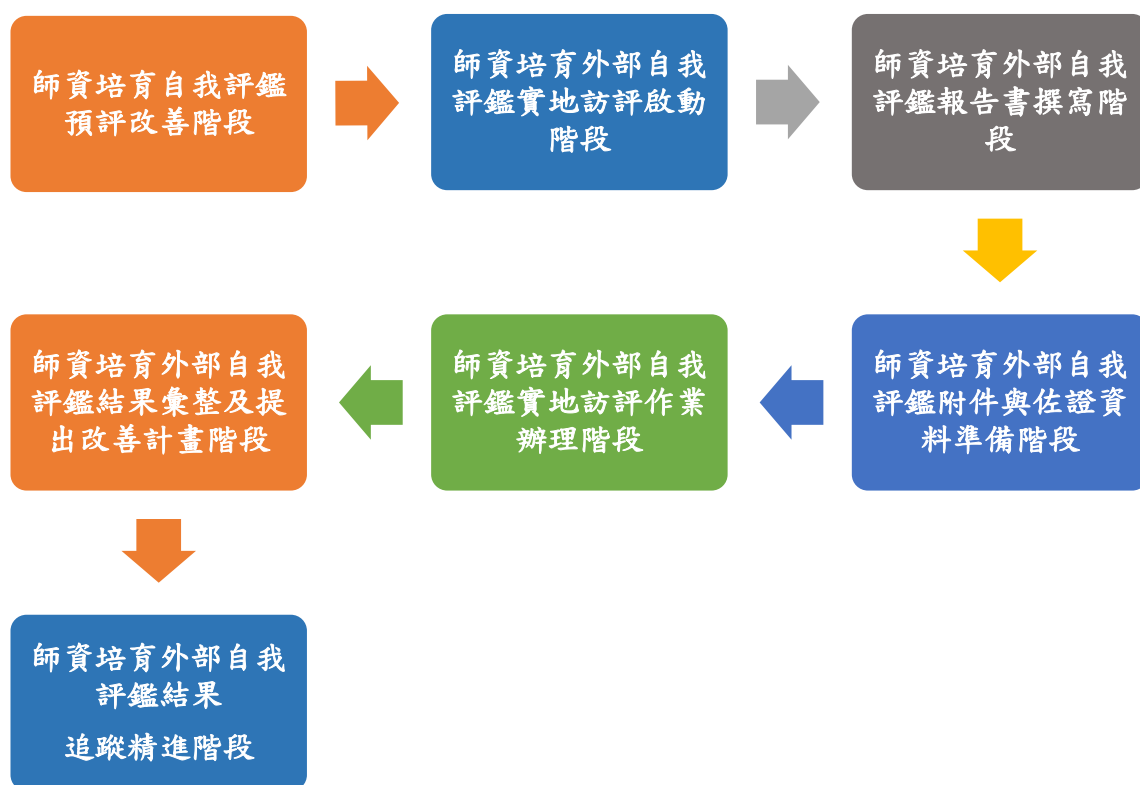 師資培育自我評鑑
預評改善階段
師資培育外部自我
評鑑實地訪評啟動
階段
師資培育外部自我
評鑑報告書撰寫階
段
師資培育外部自我
評鑑附件與佐證資
料準備階段
師資培育外部自我
評鑑實地訪評作業
辦理階段
師資培育外部自我
評鑑結果彙整及提
出改善計畫階段
師資培育外部自我
評鑑結果
追蹤精進階段